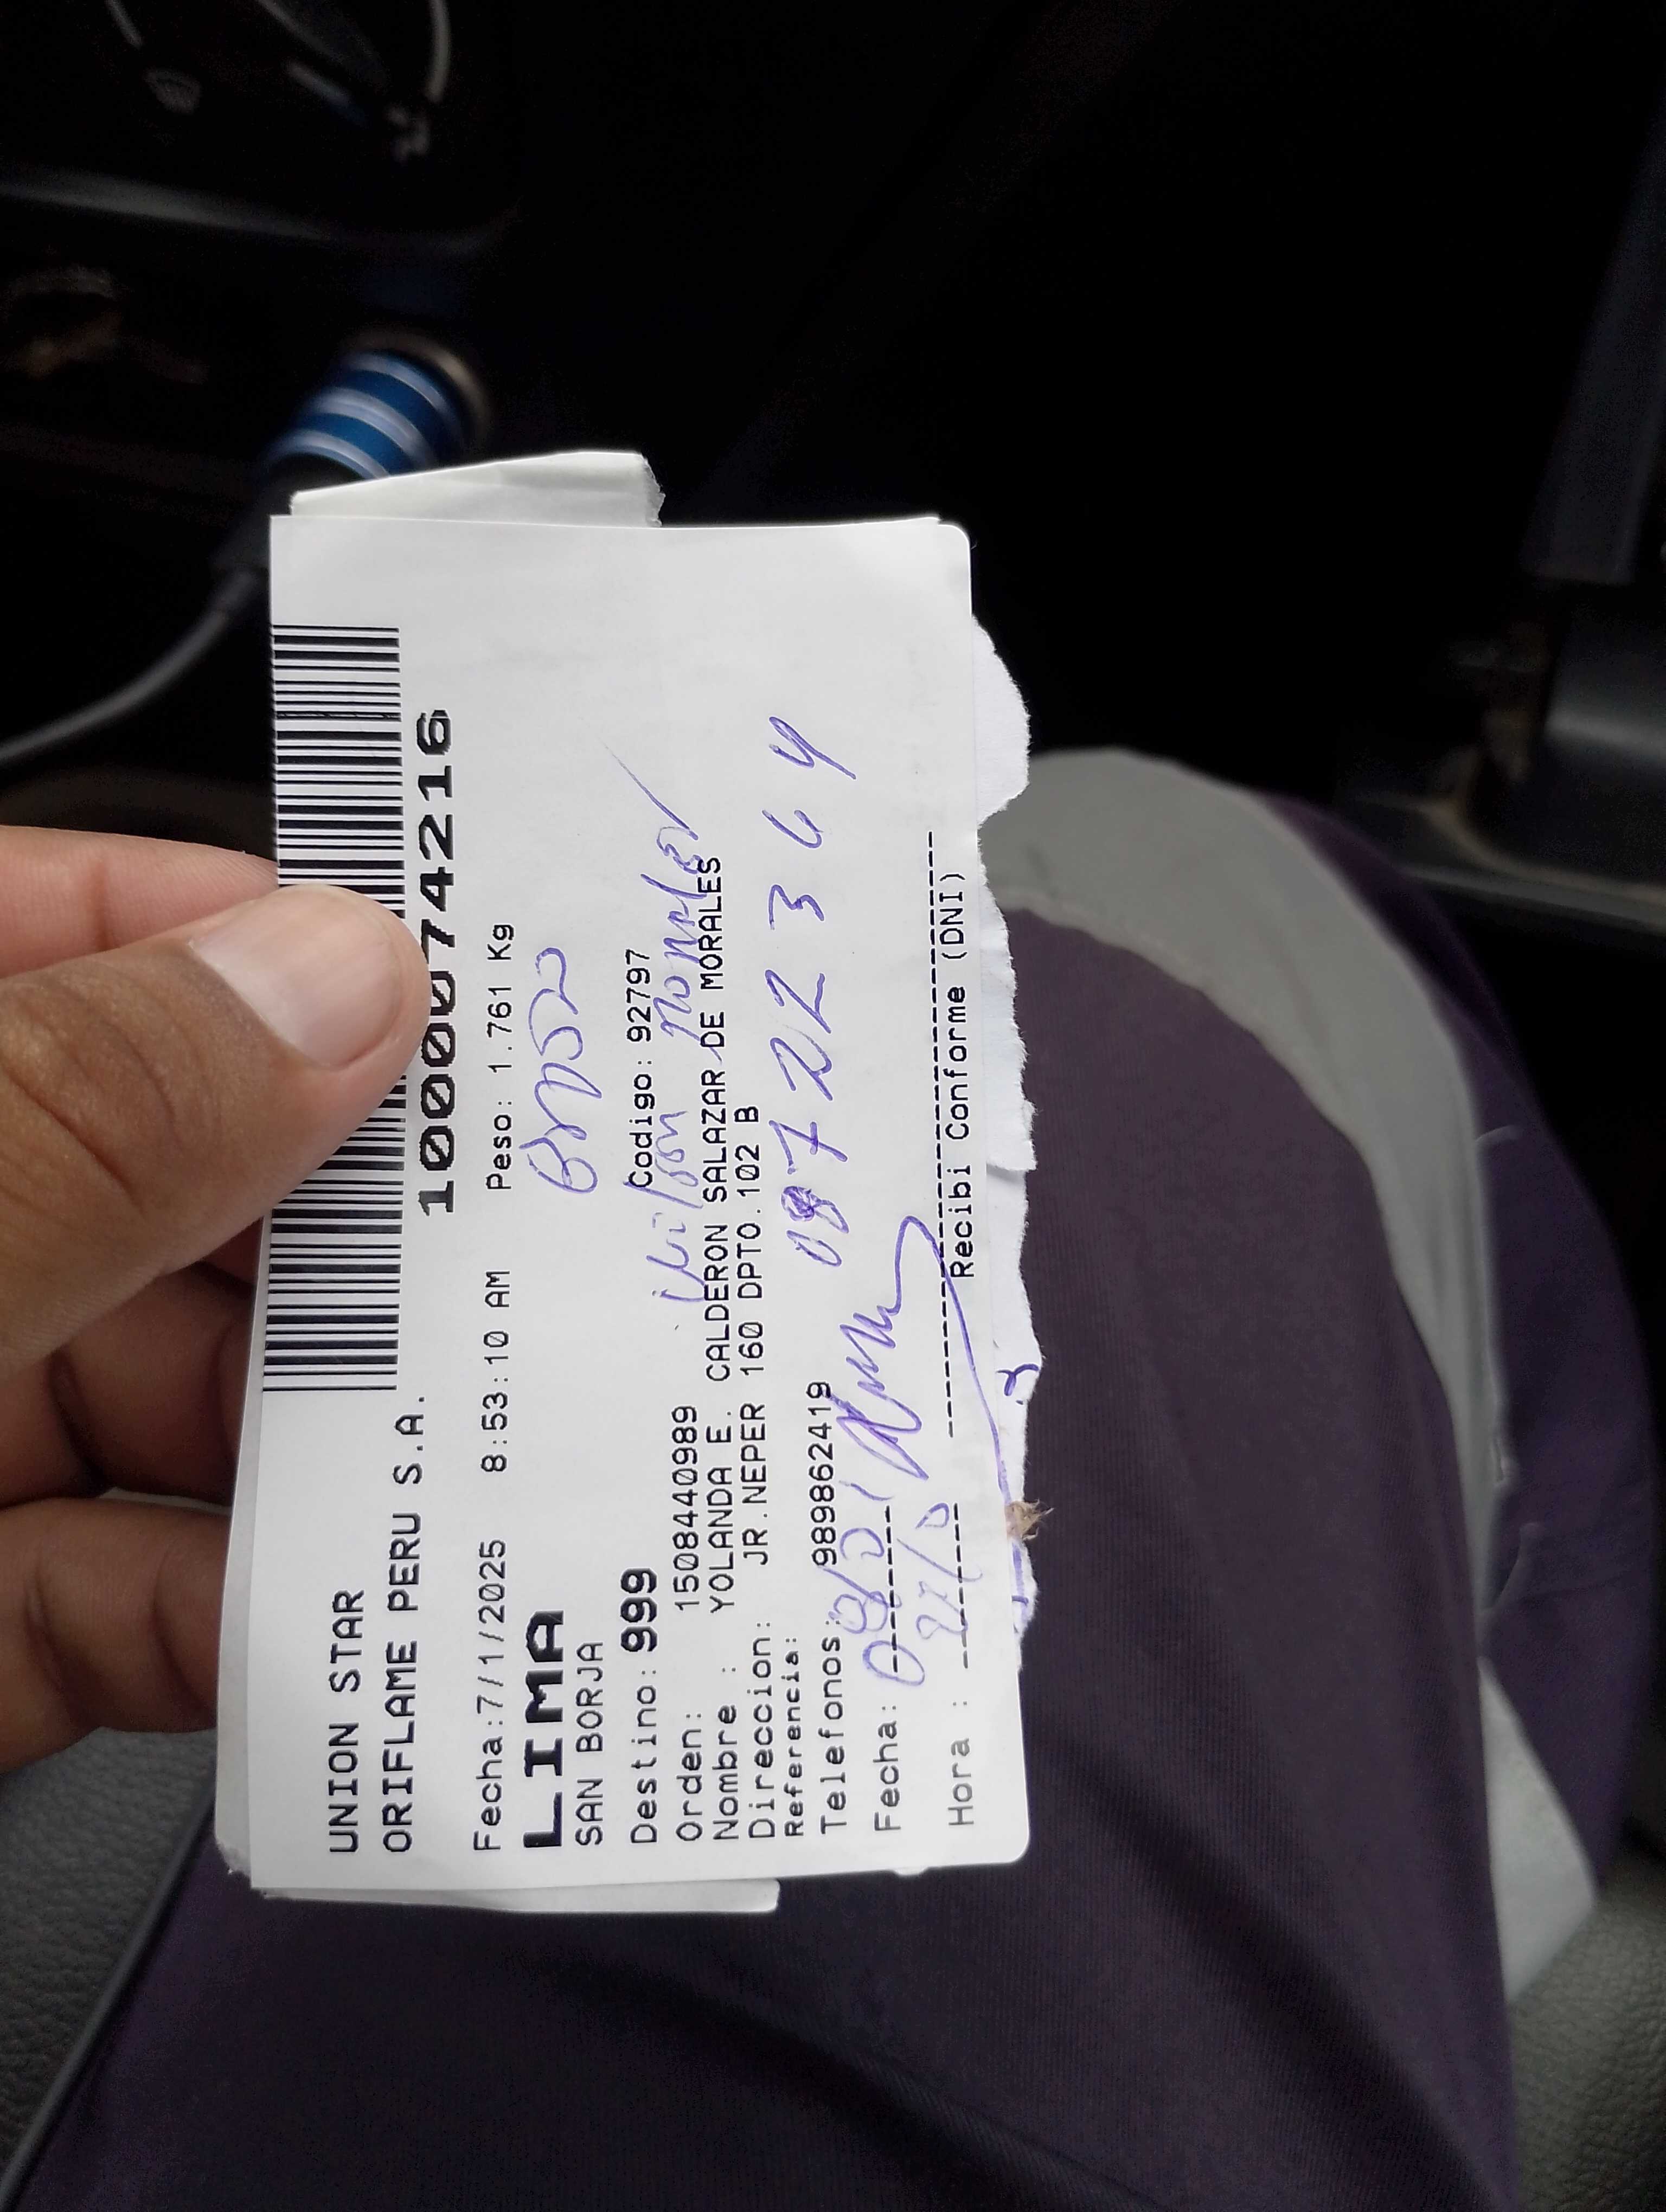 UNION STAR
ORIFLAME PERU S.A.
1000074216
Fecha:7/1/2025 8:53:10 AM Peso: 1.761 Kg
LIMA
SAN BORJA
Destino: 999 Codigo: 92797
Wilson Morales
Orden: 1508440989
Nombre : YOLANDA E. CALDERON SALAZAR DE MORALES
Direccion: JR.NEPER 160 DPTO.102 B
Referencia:
Telefonos: 989862419
Fecha:
Hora :
Recibi Conforme (DNI)